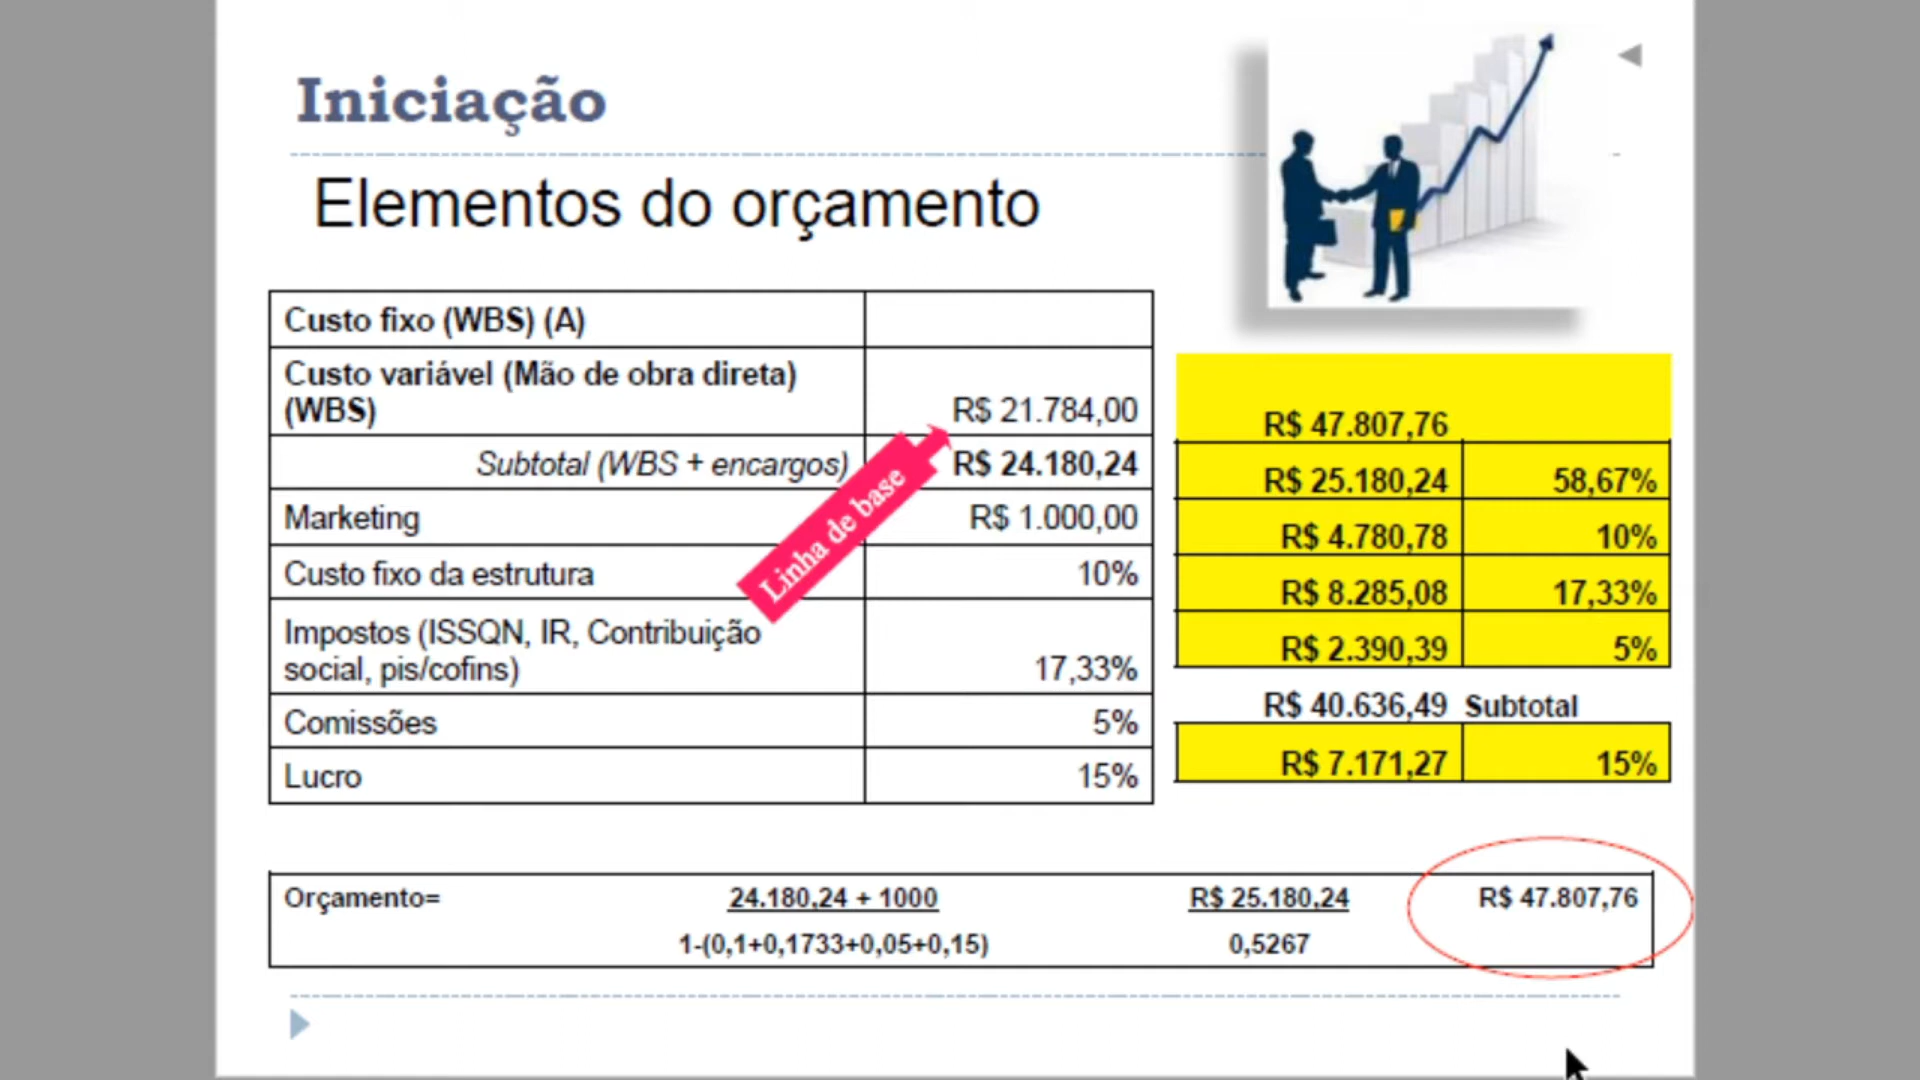 Iniciação
Elementos do orçamento
Custo fixo (WBS) (A)
Custo variável (Mão de obra direta)
(WBS)
R$ 21.784,00
Subtotal (WBS + encargos)
R$ 24.180,24
Marketing
R$ 1.000,00
Custo fixo da estrutura
10%
Impostos (ISSQN, IR, Contribuição
social, pis/cofins)
17,33%
Comissões
5%
Lucro
15%
Linha de base
R$ 47.807,76
R$ 25.180,24 58,67%
R$ 4.780,78 10%
R$ 8.285,08 17,33%
R$ 2.390,39 5%
R$ 40.636,49 Subtotal
R$ 7.171,27 15%
Orçamento= 24.180,24 + 1000 R$ 25.180,24 R$ 47.807,76
1-(0,1+0,1733+0,05+0,15) 0,5267